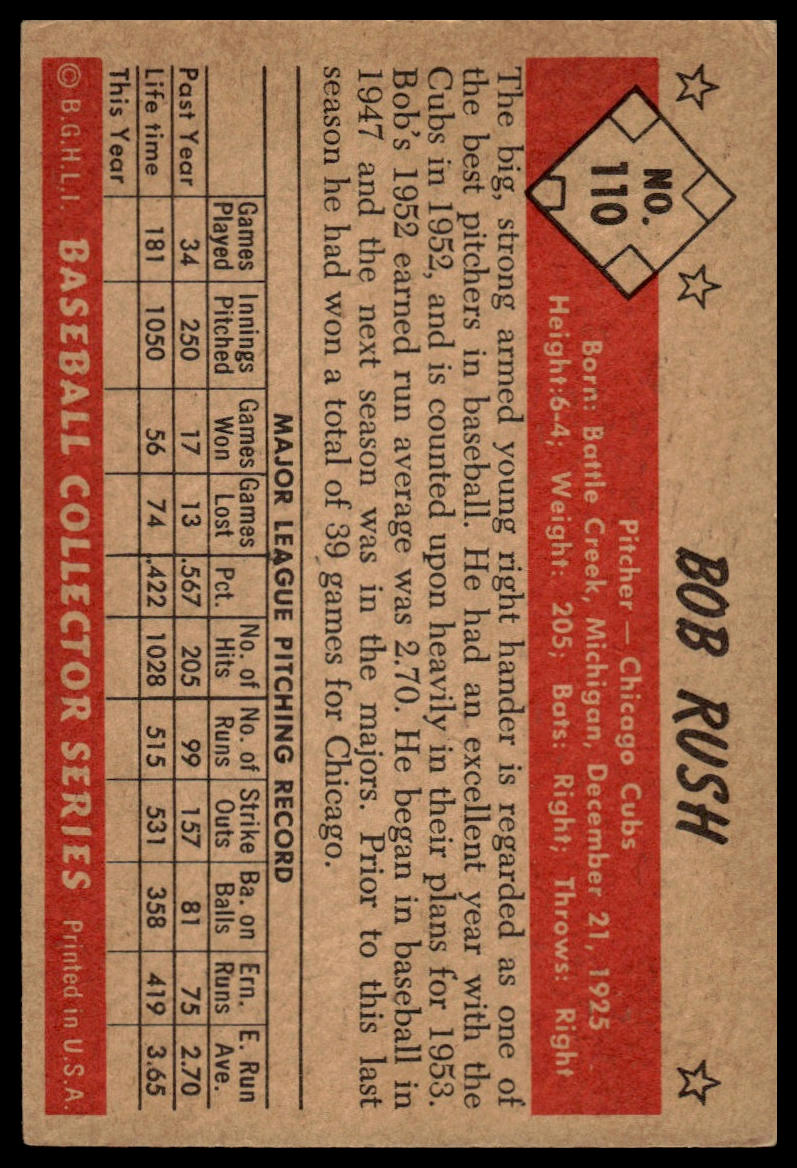 BOB RUSH
NO.
110
Pitcher — Chicago Cubs
Born: Battle Creek, Michigan, December 21, 1925
Height: 6-4; Weight: 205; Bats: Right; Throws: Right
The big, strong armed young right hander is regarded as one of
the best pitchers in baseball. He had an excellent year with the
Cubs in 1952, and is counted upon heavily in their plans for 1953.
Bob's 1952 earned run average was 2.70. He began in baseball in
1947 and the next season was in the majors. Prior to this last
season he had won a total of 39 games for Chicago.
MAJOR LEAGUE PITCHING RECORD
Games Played Innings Pitched Games Won Games Lost Pct. No. of Hits No. of Runs Strike Outs Ba. on Balls Ern. Runs E. Run Ave.
Past Year 34 250 17 13 .567 205 99 157 81 75 2.70
Life time 181 1050 56 74 .422 1028 515 531 358 419 3.65
This Year
© B.G.H.L.I. BASEBALL COLLECTOR SERIES Printed in U.S.A.